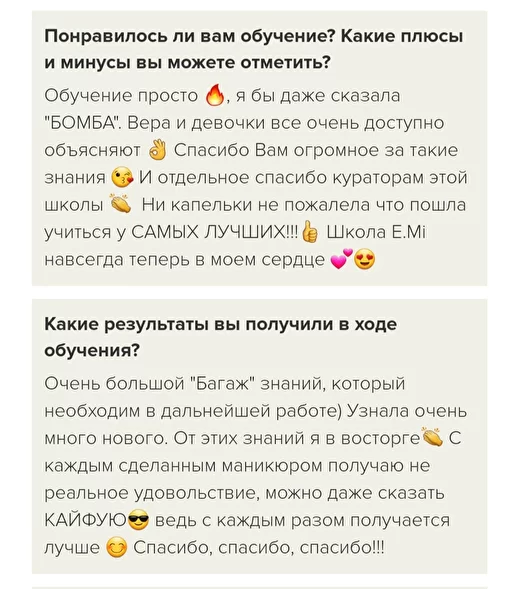 Понравилось ли вам обучение? Какие плюсы
и минусы вы можете отметить?
Обучение просто 🔥, я бы даже сказала
"БОМБА". Вера и девочки все очень доступно
объясняют 👌 Спасибо Вам огромное за такие
знания 😘 И отдельное спасибо кураторам этой
школы 👏 Ни капельки не пожалела что пошла
учиться у САМЫХ ЛУЧШИХ!!!👍 Школа E.Mi
навсегда теперь в моем сердце 💕😍
Какие результаты вы получили в ходе
обучения?
Очень большой "Багаж" знаний, который
необходим в дальнейшей работе) Узнала очень
много нового. От этих знаний я в восторге👏 С
каждым сделанным маникюром получаю не
реальное удовольствие, можно даже сказать
КАЙФУЮ😎 ведь с каждым разом получается
лучше 😊 Спасибо, спасибо, спасибо!!!